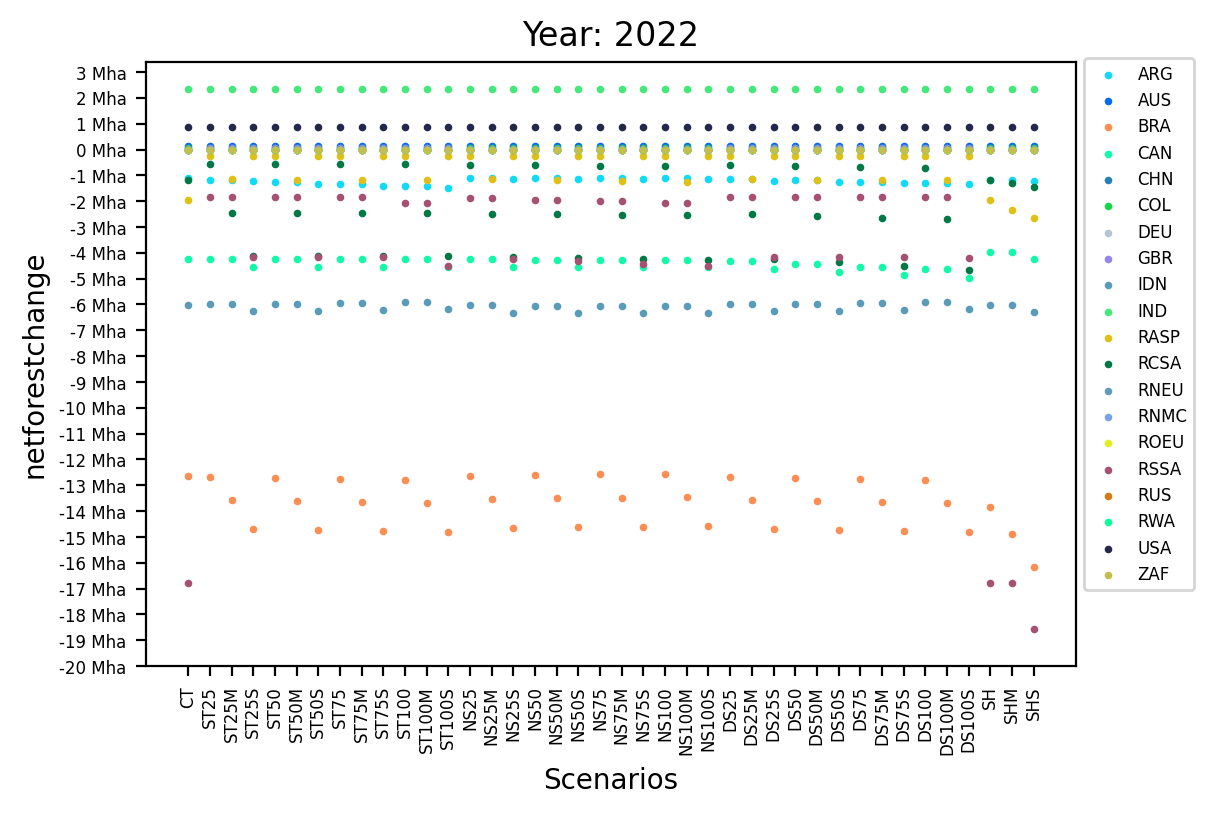 Year: 2022
netforestchange
3 Mha
2 Mha
1 Mha
0 Mha
-1 Mha
-2 Mha
-3 Mha
-4 Mha
-5 Mha
-6 Mha
-7 Mha
-8 Mha
-9 Mha
-10 Mha
-11 Mha
-12 Mha
-13 Mha
-14 Mha
-15 Mha
-16 Mha
-17 Mha
-18 Mha
-19 Mha
-20 Mha
CT
ST25
ST25M
ST25S
ST50
ST50M
ST50S
ST75
ST75M
ST75S
ST100
ST100M
ST100S
NS25
NS25M
NS25S
NS50
NS50M
NS50S
NS75
NS75M
NS75S
NS100
NS100M
NS100S
DS25
DS25M
DS25S
DS50
DS50M
DS50S
DS75
DS75M
DS75S
DS100
DS100M
DS100S
SH
SHM
SHS
Scenarios
ARG
AUS
BRA
CAN
CHN
COL
DEU
GBR
IDN
IND
RASP
RCSA
RNEU
RNMC
ROEU
RSSA
RUS
RWA
USA
ZAF